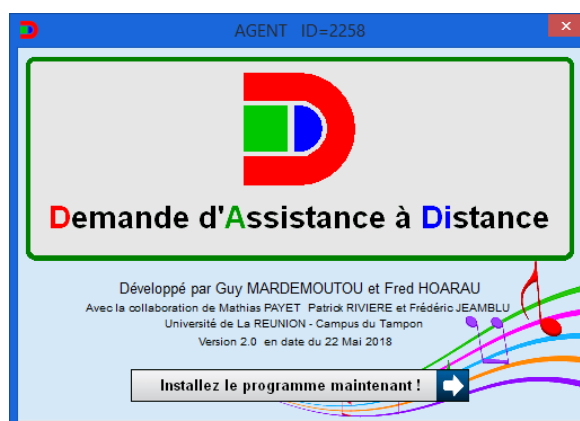 AGENT ID=2258
Demande d'Assistance à Distance
Développé par Guy MARDEMOUTOU et Fred HOARAU
Avec la collaboration de Mathias PAYET Patrick RIVIERE et Frédéric JEAMBLU
Université de La REUNION - Campus du Tampon
Version 2.0 en date du 22 Mai 2018
Installez le programme maintenant !